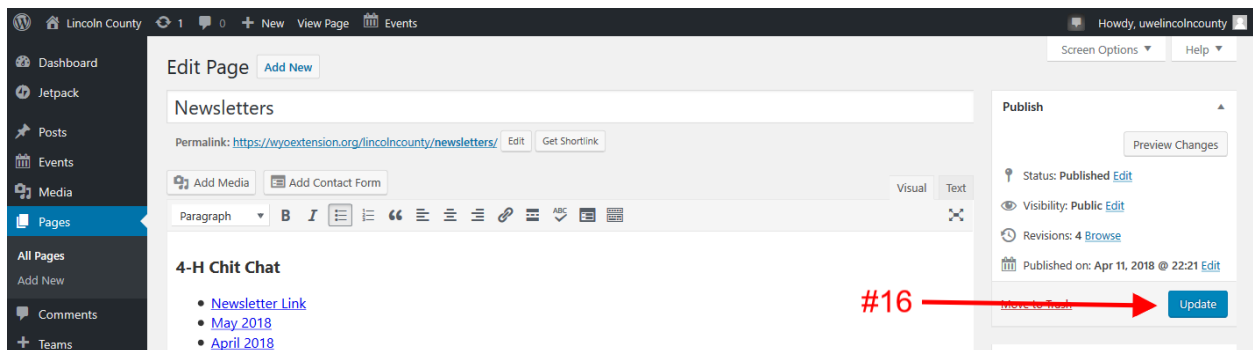 Lincoln County 1 0 + New View Page Events Howdy, uwelincolncounty
Screen Options ▼ Help ▼
Dashboard
Jetpack
Posts
Events
Media
Pages
All Pages
Add New
Comments
Teams
Edit Page Add New
Newsletters
Permalink: https://wyoextension.org/lincolncounty/newsletters/ Edit Get Shortlink
Add Media Add Contact Form Visual Text
Paragraph B I ABC
4-H Chit Chat
• Newsletter Link
• May 2018
• April 2018
Publish
Preview Changes
Status: Published Edit
Visibility: Public Edit
Revisions: 4 Browse
Published on: Apr 11, 2018 @ 22:21 Edit
#16
Move to Trash Update